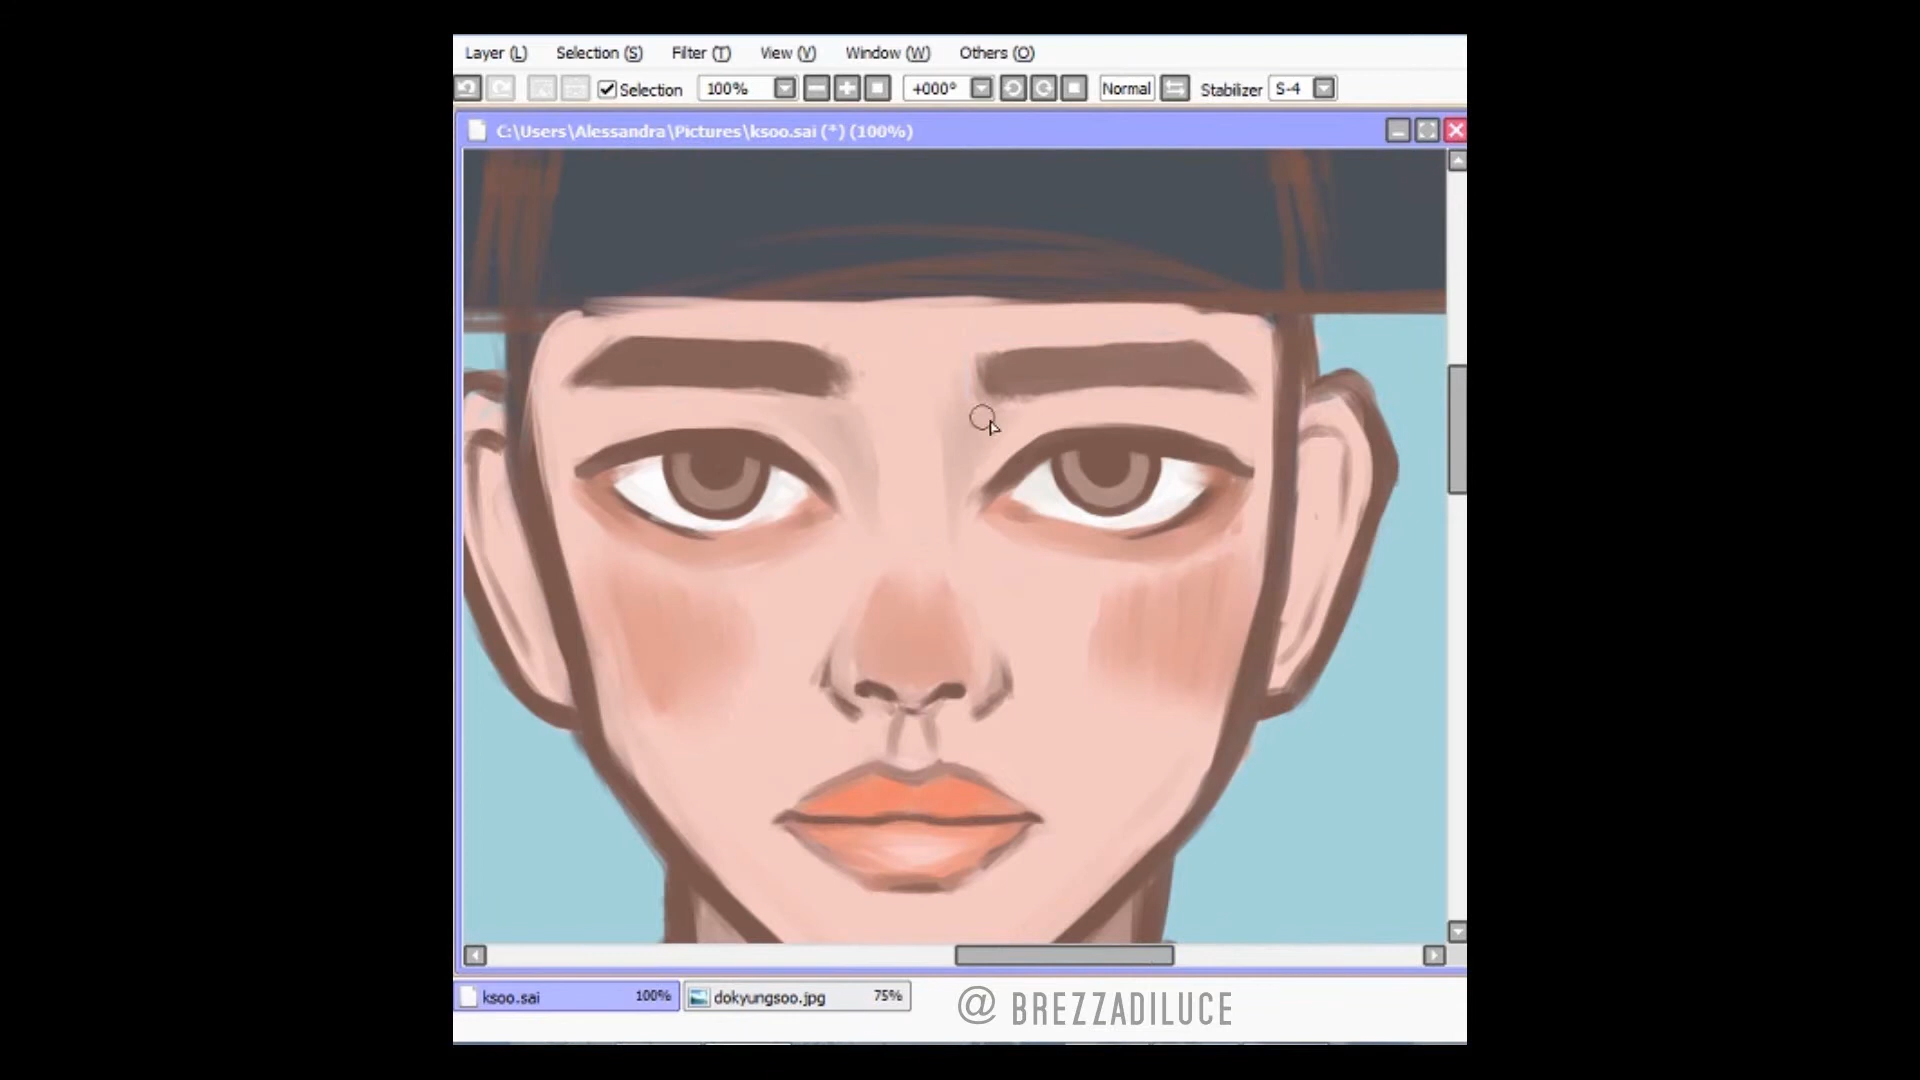 Layer (L) Selection (S) Filter (T) View (V) Window (W) Others (O)
Selection 100% +000° Normal Stabilizer S-4
C:\Users\Alessandra\Pictures\ksoo.sai (*) (100%)
ksoo.sai 100% dokyungsoo.jpg 75%
@ BREZZADILUCE